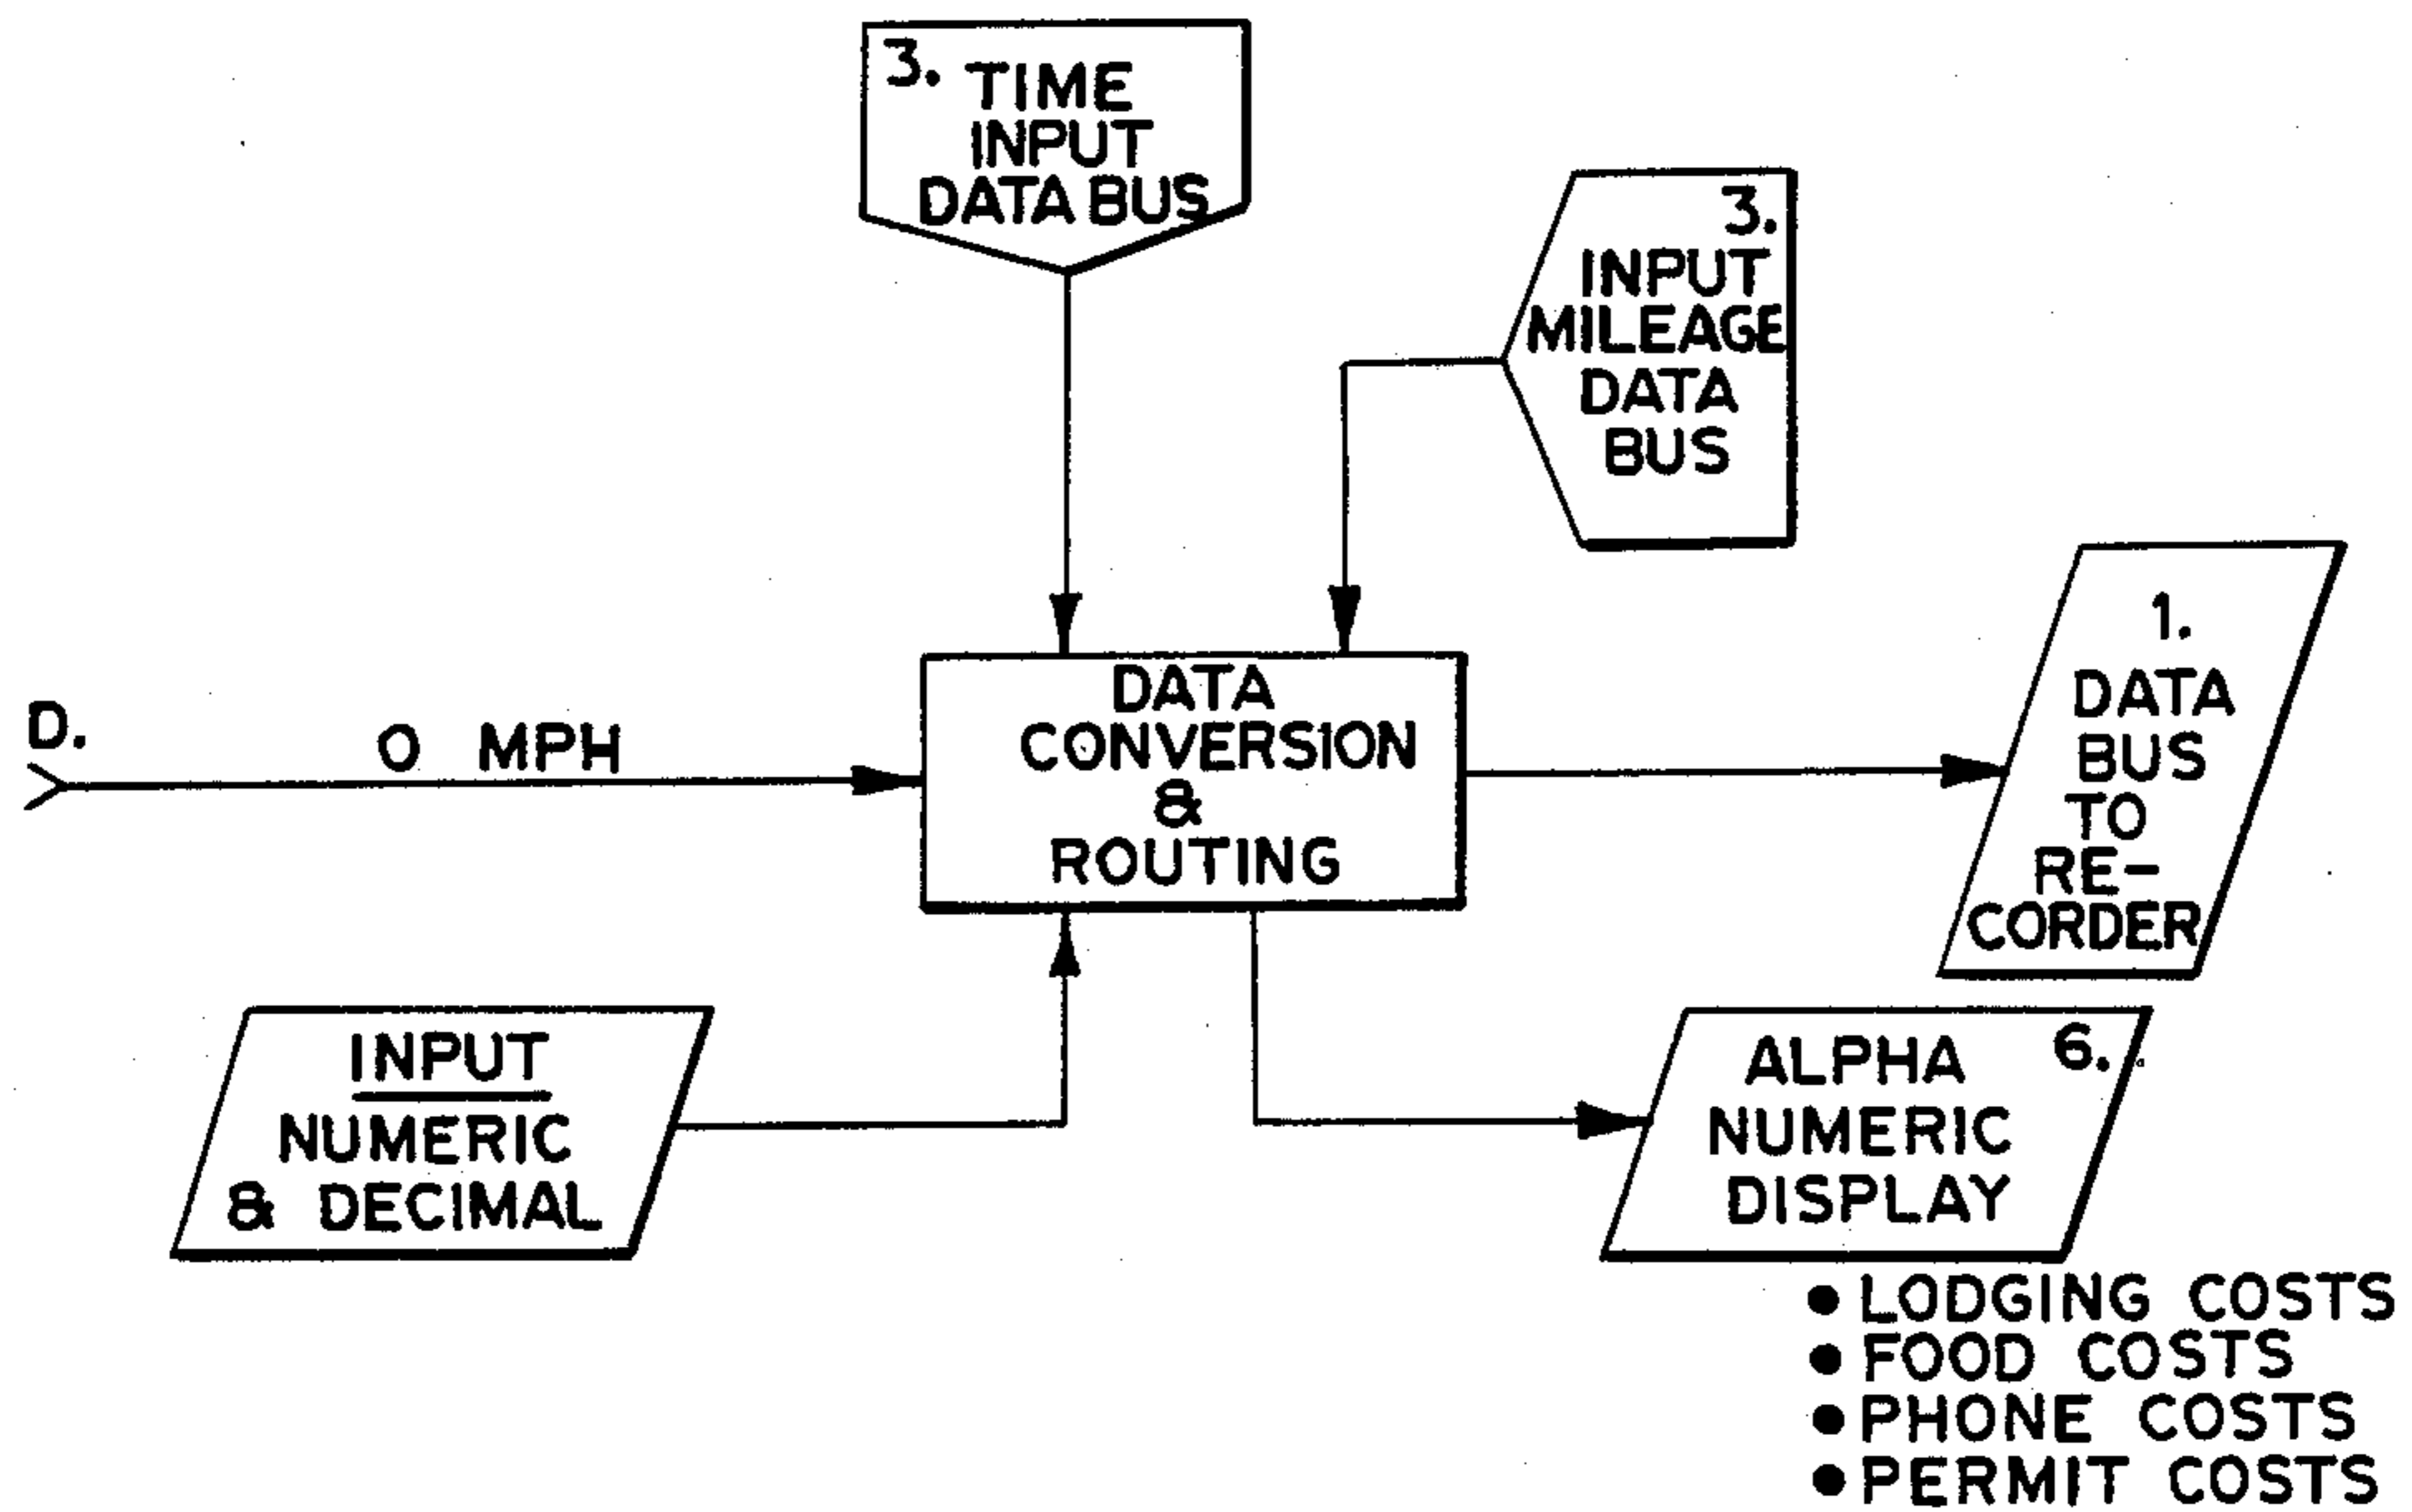 3. TIME
INPUT
DATA BUS
3.
INPUT
MILEAGE
DATA
BUS
D.
O MPH
DATA
CONVERSION
&
ROUTING
1.
DATA
BUS
TO
RE-
CORDER
INPUT
NUMERIC
& DECIMAL
ALPHA 6.
NUMERIC
DISPLAY
● LODGING COSTS
● FOOD COSTS
● PHONE COSTS
● PERMIT COSTS